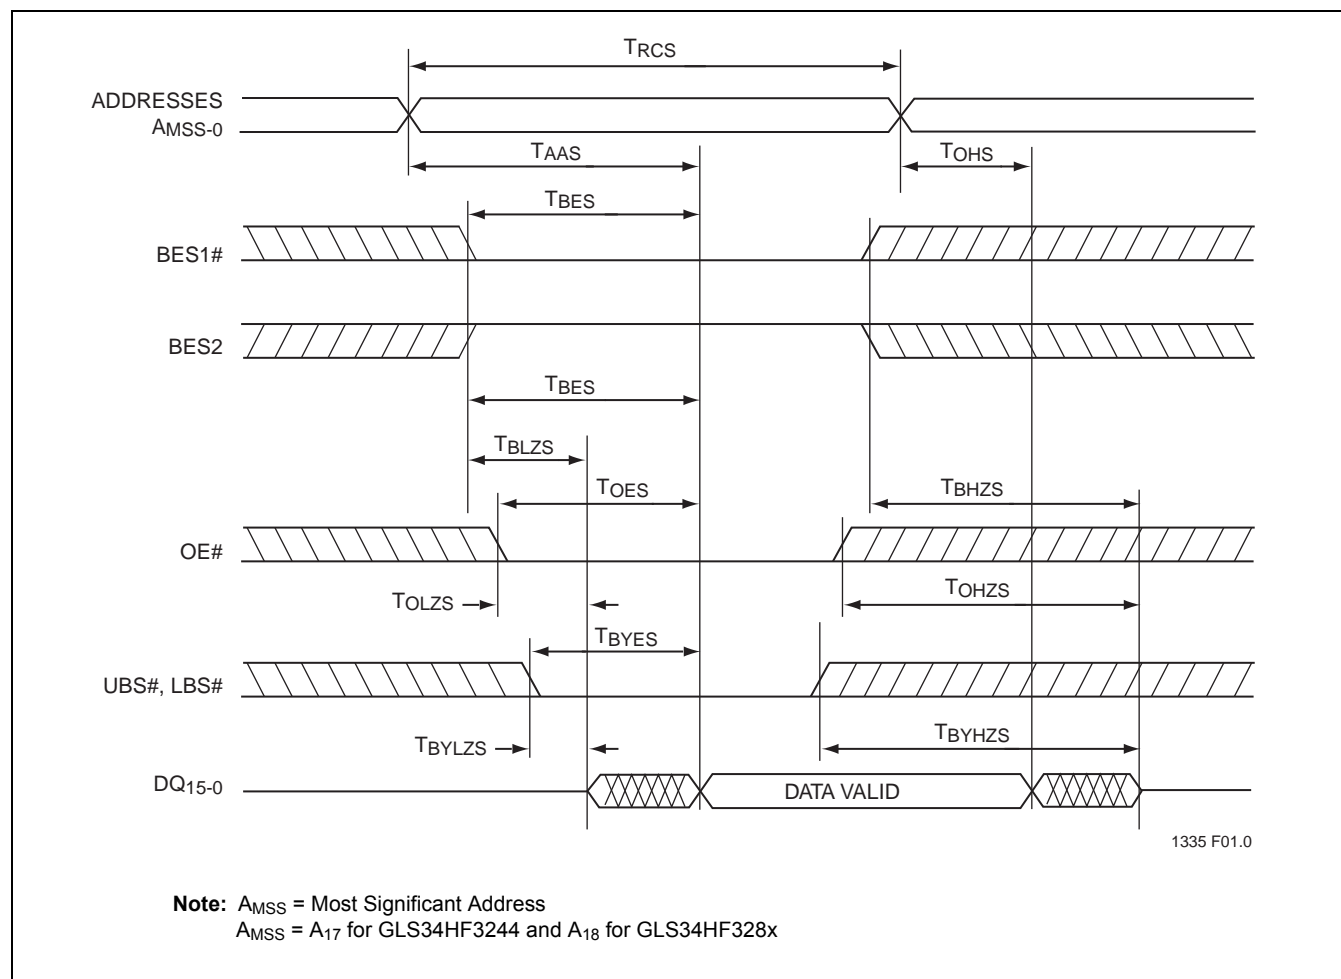 TRCS
ADDRESSES
AMSS-0
TAAS
TOHS
TBES
BES1#
BES2
TBES
TBLZS
TOES
TBHZS
OE#
TOLZS
TOHZS
TBYES
UBS#, LBS#
TBYLZS
TBYHZS
DQ15-0
DATA VALID
1335 F01.0
Note: AMSS = Most Significant Address
AMSS = A17 for GLS34HF3244 and A18 for GLS34HF328x